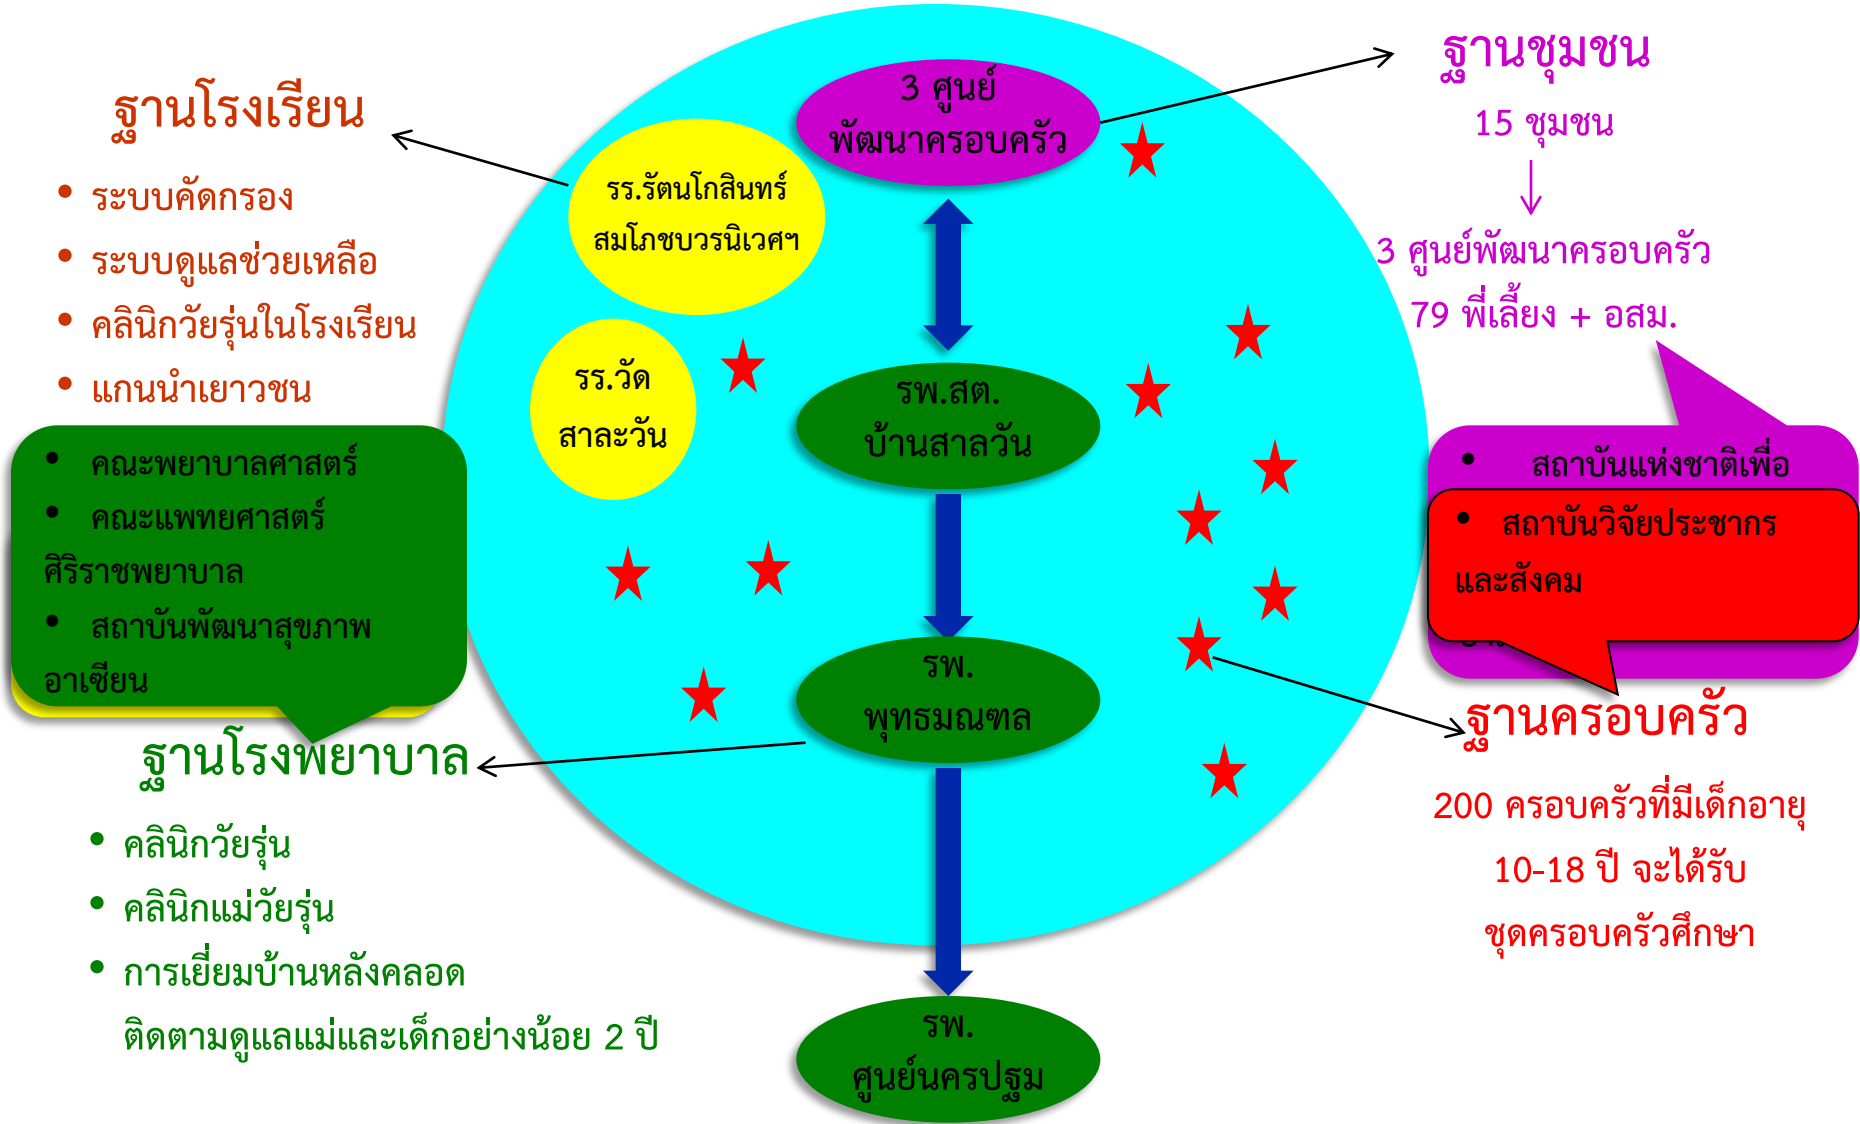 ฐานโรงเรียน
• ระบบคัดกรอง
• ระบบดูแลช่วยเหลือ
• คลินิกวัยรุ่นในโรงเรียน
• แกนนำเยาวชน
• คณะพยาบาลศาสตร์
• คณะแพทยศาสตร์
ศิริราชพยาบาล
• สถาบันพัฒนาสุขภาพ
อาเซียน
ฐานโรงพยาบาล
• คลินิกวัยรุ่น
• คลินิกแม่วัยรุ่น
• การเยี่ยมบ้านหลังคลอด
ติดตามดูแลแม่และเด็กอย่างน้อย 2 ปี
3 ศูนย์
พัฒนาครอบครัว
รร.รัตนโกสินทร์
สมโภชบวรนิเวศฯ
รร.วัด
สาละวัน
รพ.สต.
บ้านสาลวัน
รพ.
พุทธมณฑล
รพ.
ศูนย์นครปฐม
ฐานชุมชน
15 ชุมชน
3 ศูนย์พัฒนาครอบครัว
79 พี่เลี้ยง + อสม.
• สถาบันแห่งชาติเพื่อ
• สถาบันวิจัยประชากร
และสังคม
ฐานครอบครัว
200 ครอบครัวที่มีเด็กอายุ
10-18 ปี จะได้รับ
ชุดครอบครัวศึกษา